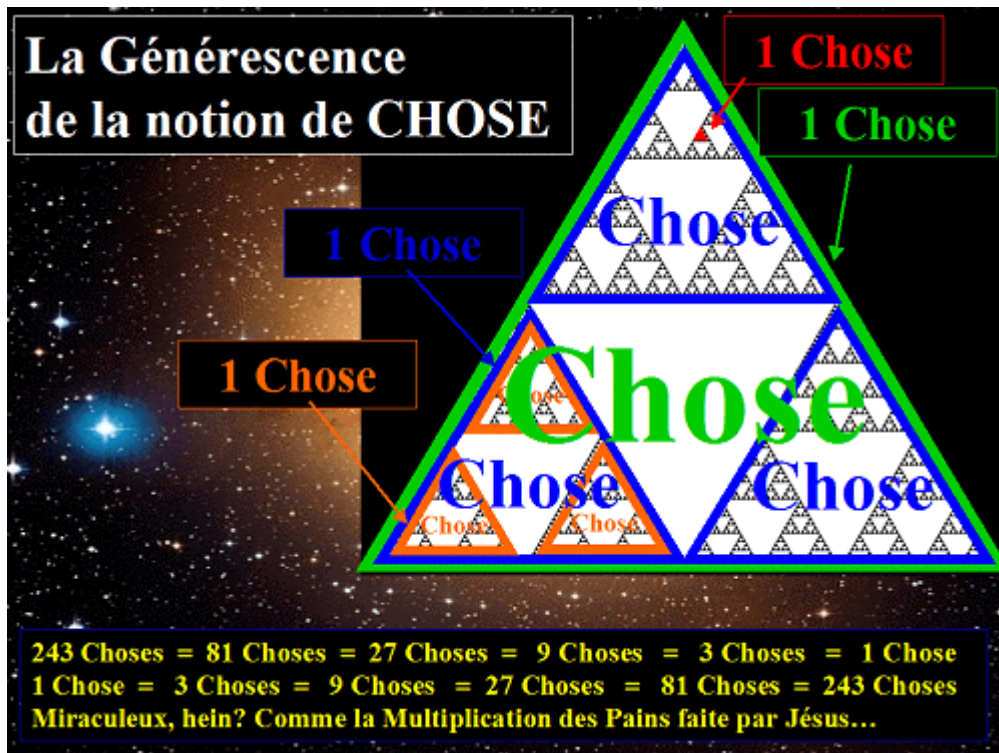 La Générescence
de la notion de CHOSE
1 Chose
1 Chose
Chose
1 Chose
1 Chose
Chose
Chose
Chose
Chose
Chose
Chose
243 Choses = 81 Choses = 27 Choses = 9 Choses = 3 Choses = 1 Chose
1 Chose = 3 Choses = 9 Choses = 27 Choses = 81 Choses = 243 Choses
Miraculeux, hein? Comme la Multiplication des Pains faite par Jésus…